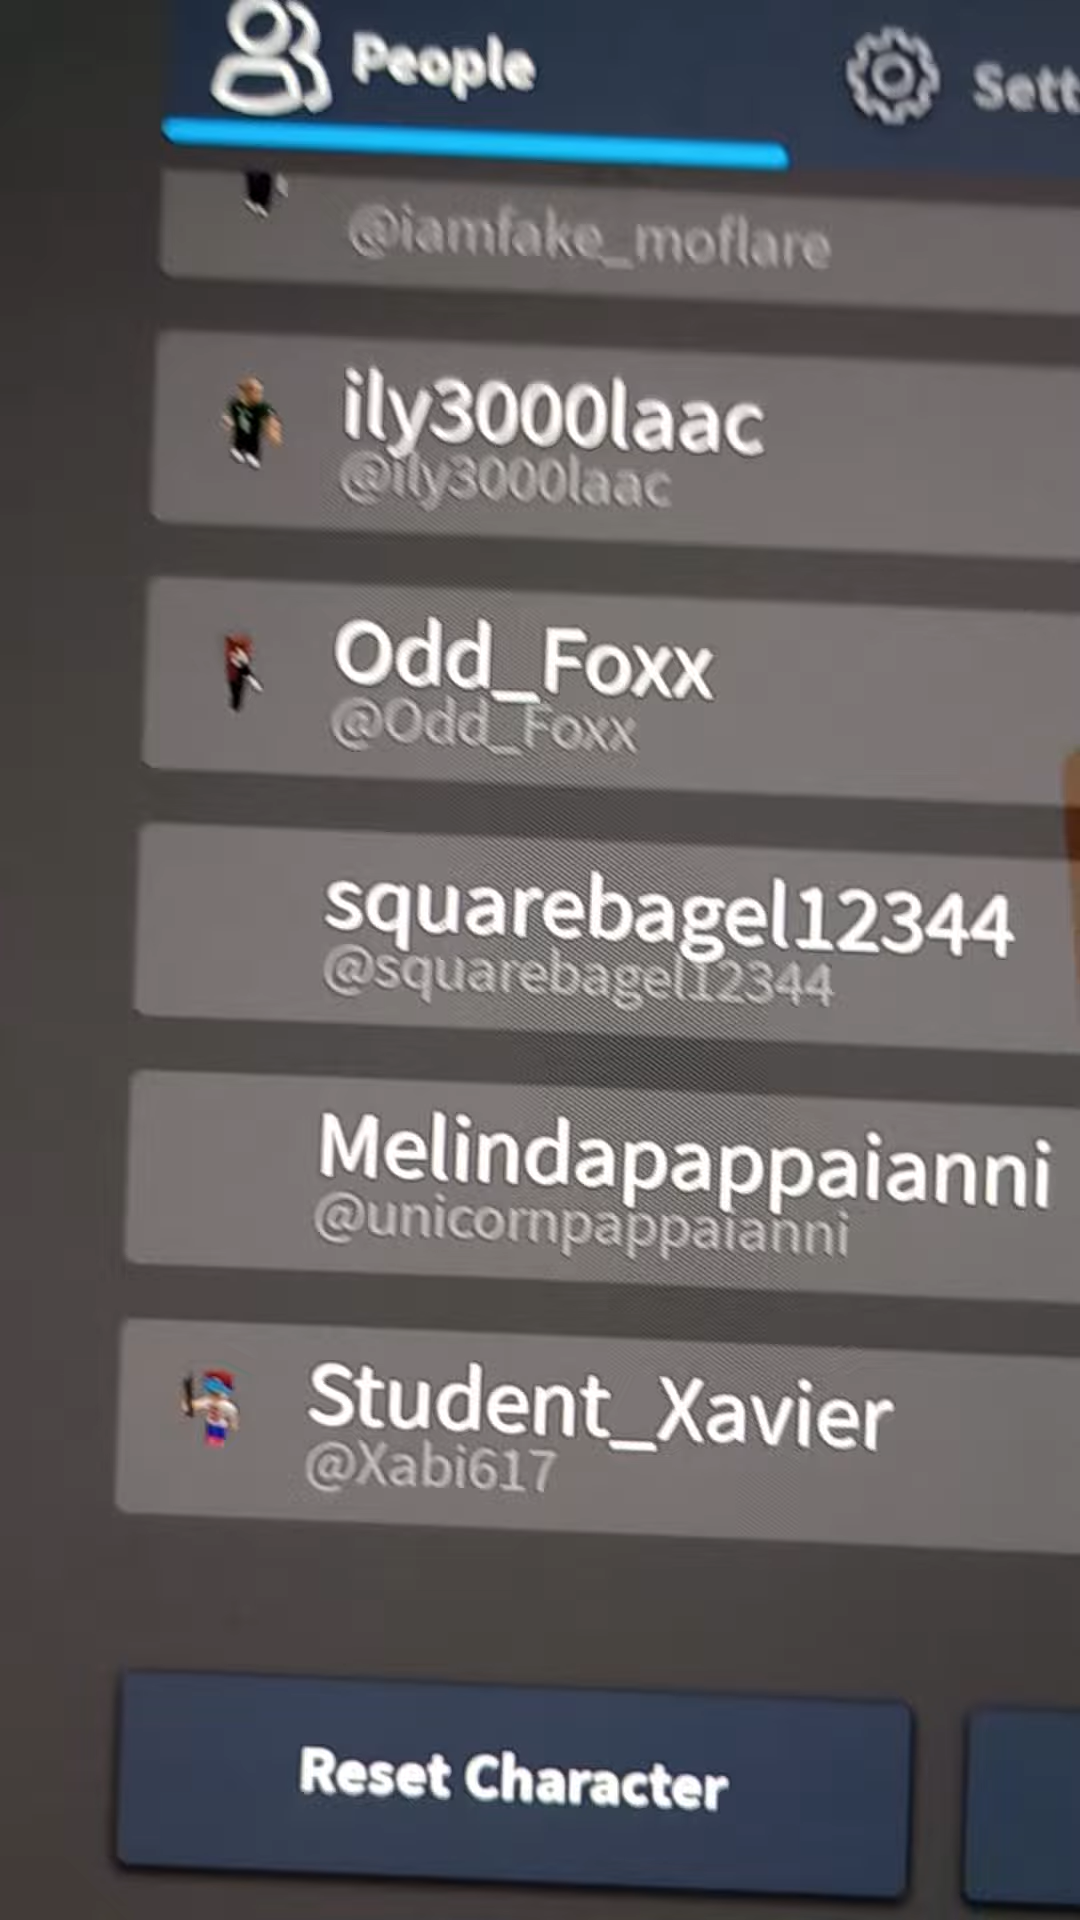 People
Sett
@iamfake_moflare
ily3000laac
@ily3000laac
Odd_Foxx
@Odd_Foxx
squarebagel12344
@squarebagel12344
Melindapappaianni
@unicornpappaianni
Student_Xavier
@Xabi617
Reset Character